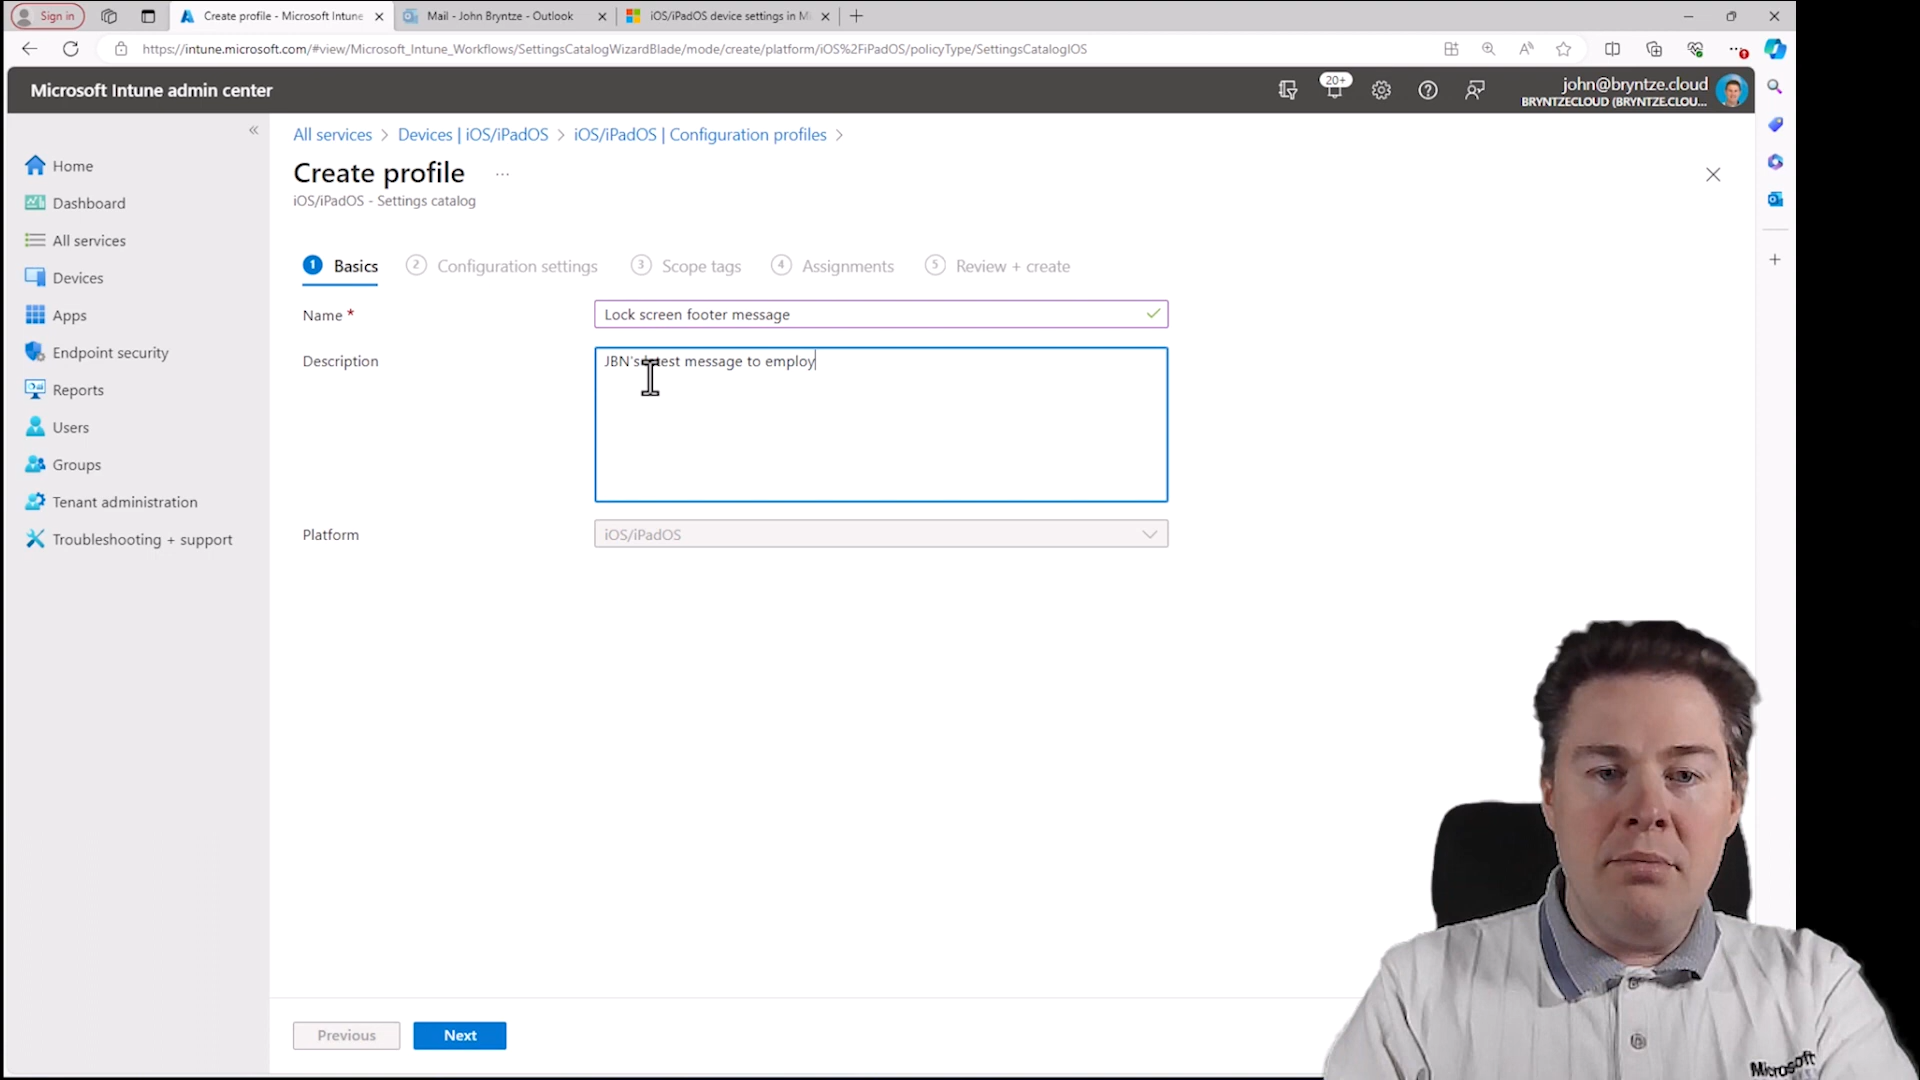 Sign in
Create profile - Microsoft Intune
Mail - John Bryntze - Outlook
iOS/iPadOS device settings in Mi
https://intune.microsoft.com/#view/Microsoft_Intune_Workflows/SettingsCatalogWizardBlade/mode/create/platform/iOS%2FiPadOS/policyType/SettingsCatalogIOS
Microsoft Intune admin center
20+
john@bryntze.cloud
BRYNTZECLOUD (BRYNTZE.CLOU...
All services > Devices | iOS/iPadOS > iOS/iPadOS | Configuration profiles >
Create profile ...
iOS/iPadOS - Settings catalog
Home
Dashboard
All services
Devices
Apps
Endpoint security
Reports
Users
Groups
Tenant administration
Troubleshooting + support
1 Basics
2 Configuration settings
3 Scope tags
4 Assignments
5 Review + create
Name *
Lock screen footer message
Description
JBN's message to employ
Platform
iOS/iPadOS
Previous
Next
Microsoft